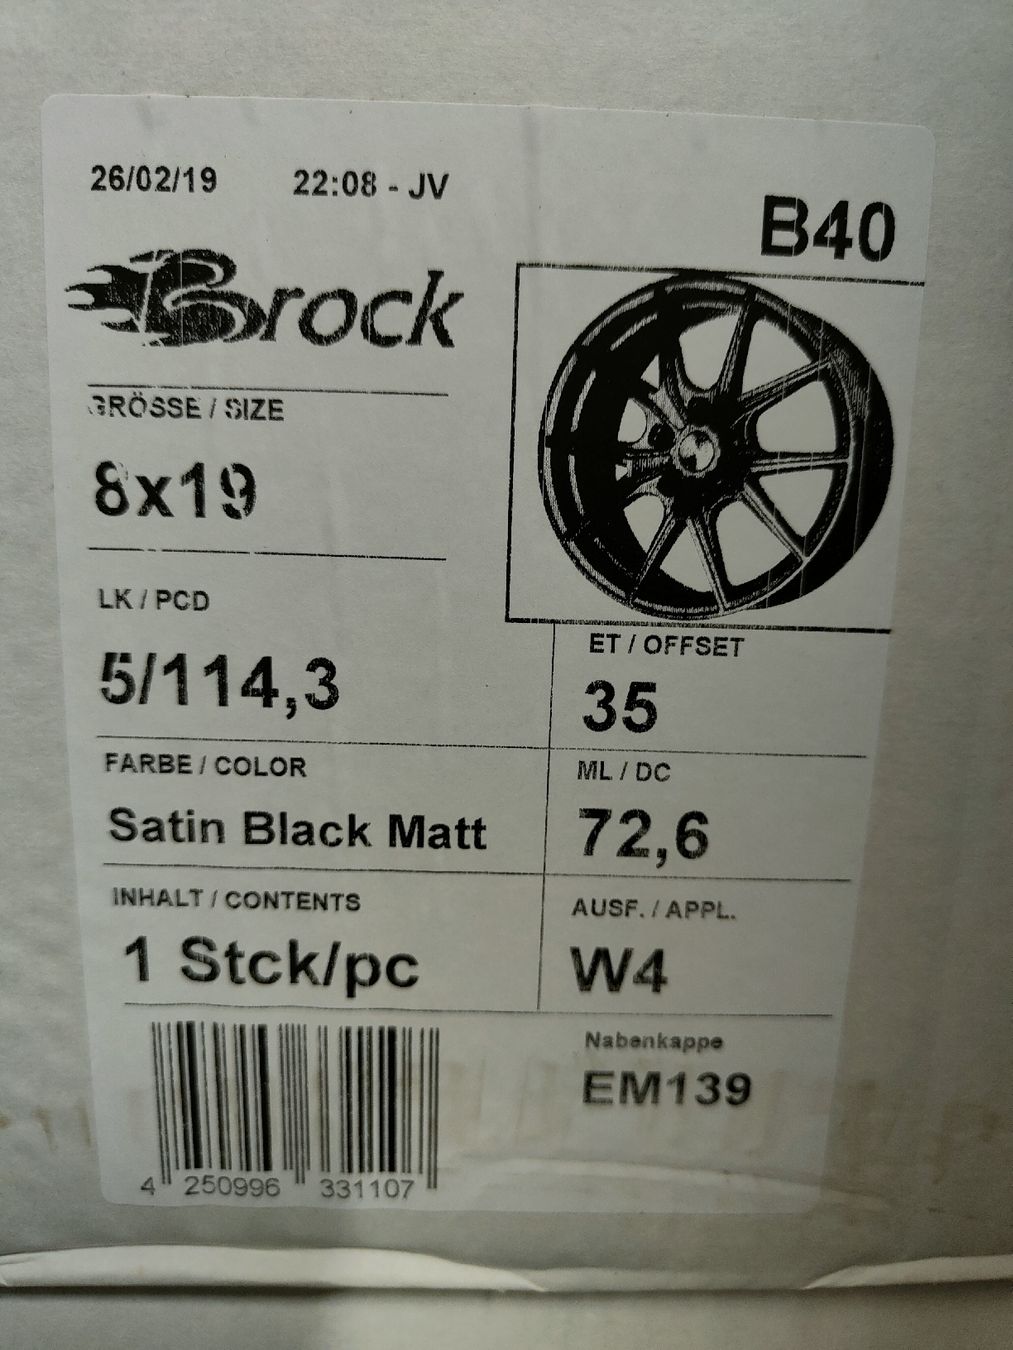 26/02/19 22:08 - JV
B40
Brock
GRÖSSE / SIZE
8x19
LK / PCD
5/114,3
ET / OFFSET
35
FARBE / COLOR
Satin Black Matt
ML / DC
72,6
INHALT / CONTENTS
1 Stck/pc
AUSF. / APPL.
W4
Nabenkappe
EM139
4 250996 331107